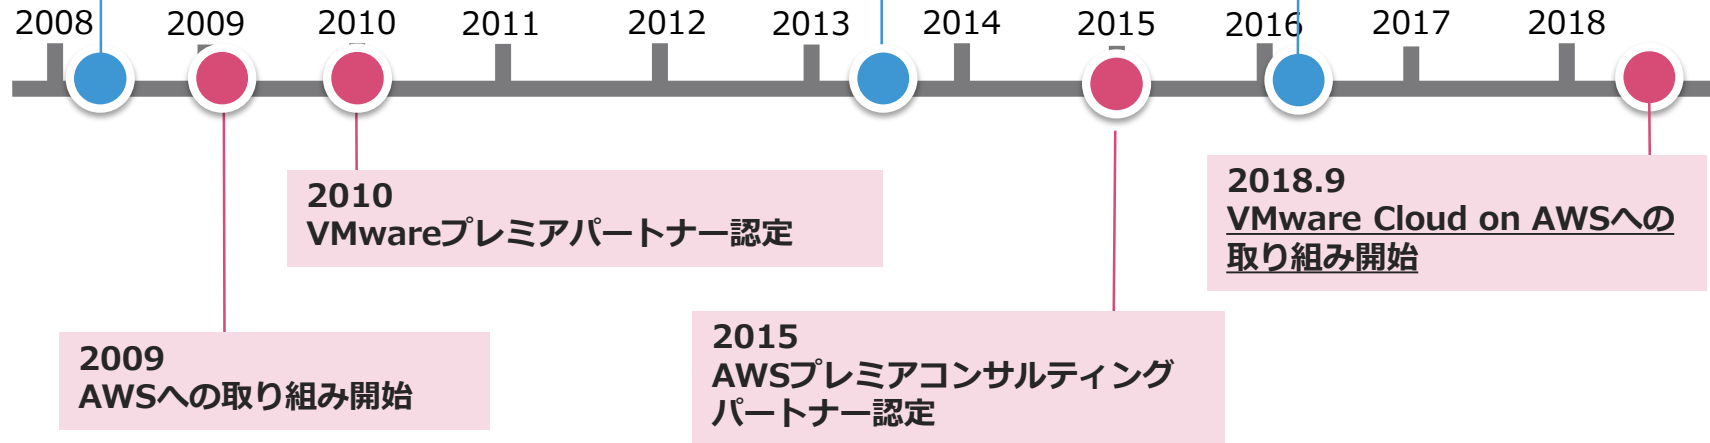 2008 2009 2010 2011 2012 2013 2014 2015 2016 2017 2018
2010
VMwareプレミアパートナー認定
2018.9
VMware Cloud on AWSへの
取り組み開始
2009
AWSへの取り組み開始
2015
AWSプレミアコンサルティング
パートナー認定